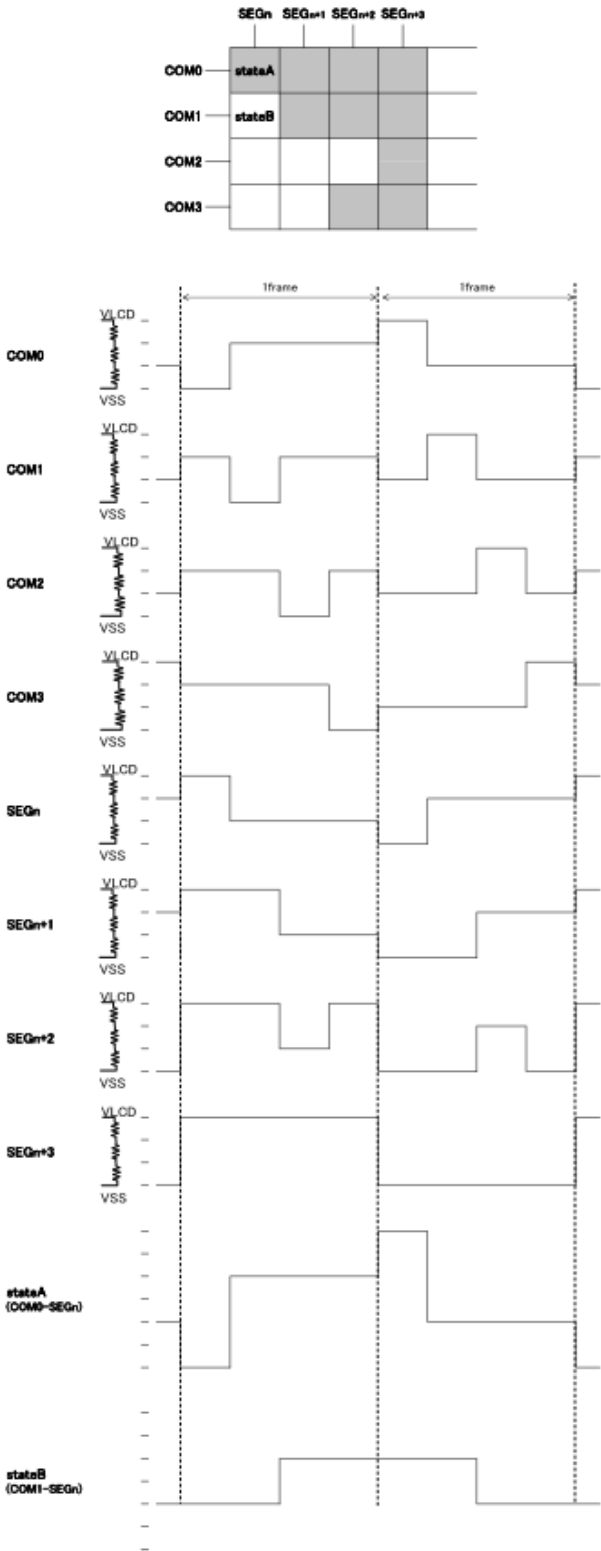 SEGn SEGn+1 SEGn+2 SEGn+3
COM0 stateA
COM1 stateB
COM2
COM3
1frame 1frame
VLCD
COM0
VSS
VLCD
COM1
VSS
VLCD
COM2
VSS
VLCD
COM3
VSS
VLCD
SEGn
VSS
VLCD
SEGn+1
VSS
VLCD
SEGn+2
VSS
VLCD
SEGn+3
VSS
stateA
(COM0-SEGn)
stateB
(COM1-SEGn)